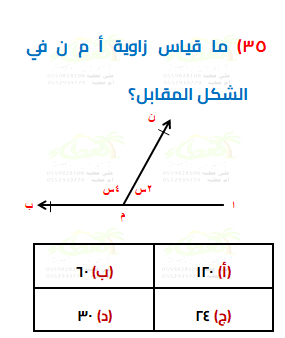 ٣٥) ما قياس زاوية أ م ن في
الشكل المقابل؟
ن
٤س ٢س
ب م ا
(أ) ١٢٠ (ب) ٦٠
(ج) ٢٤ (د) ٣٠